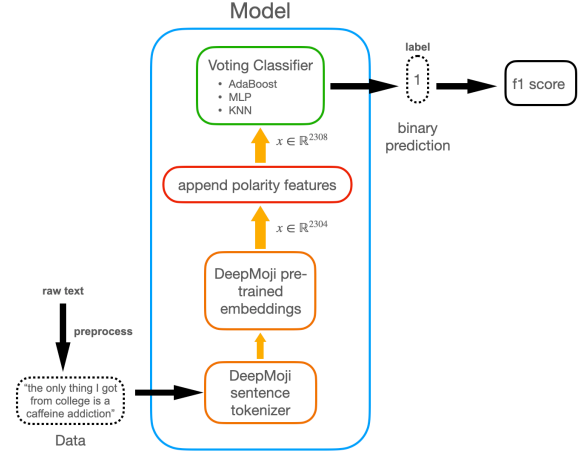 Model
Voting Classifier
• AdaBoost
• MLP
• KNN
label
1
binary
prediction
f1 score
x ∈ ℝ²³⁰⁸
append polarity features
x ∈ ℝ²³⁰⁴
DeepMoji pre-
trained
embeddings
raw text
preprocess
DeepMoji
sentence
tokenizer
“the only thing I got
from college is a
caffeine addiction”
Data